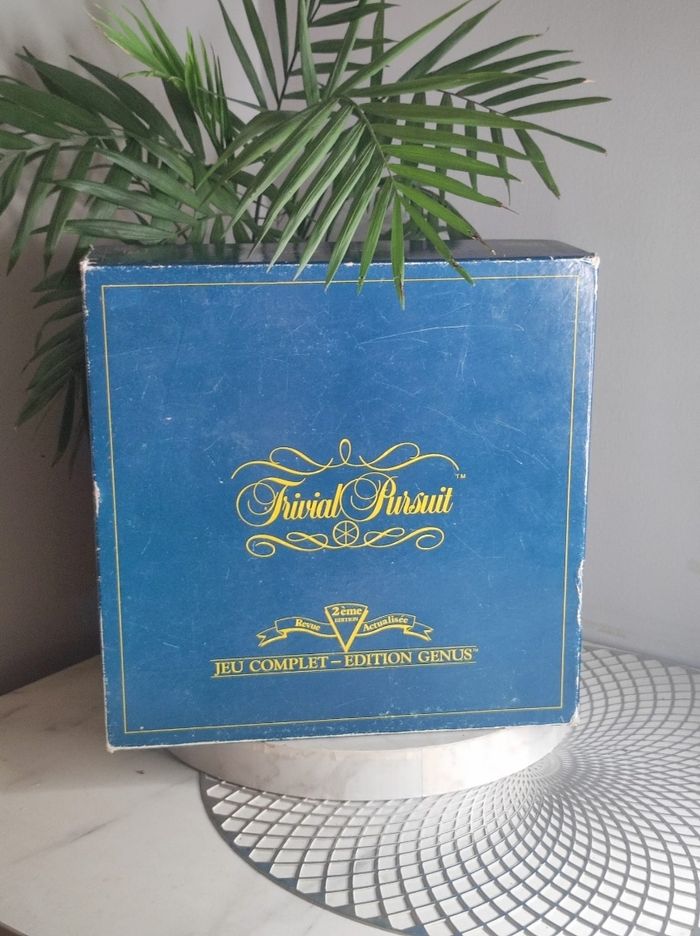 Trivial Pursuit™
2ème
EDITION
Revue Actualisée
JEU COMPLET – EDITION GENUS™